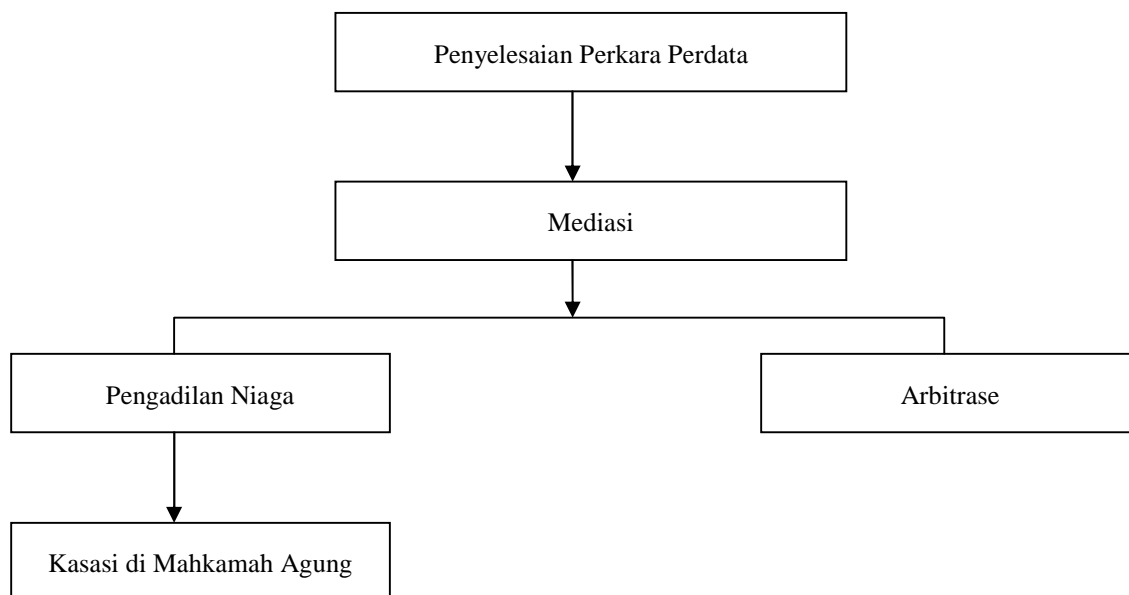 Penyelesaian Perkara Perdata
Mediasi
Pengadilan Niaga
Arbitrase
Kasasi di Mahkamah Agung